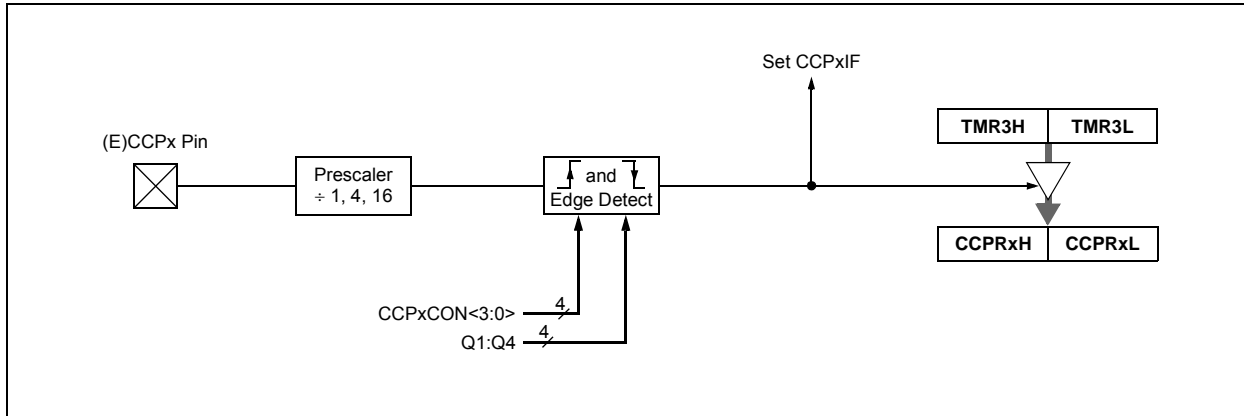 Set CCPxIF
TMR3H TMR3L
(E)CCPx Pin
Prescaler
÷ 1, 4, 16
and
Edge Detect
CCPRxH CCPRxL
CCPxCON<3:0>
4
Q1:Q4
4